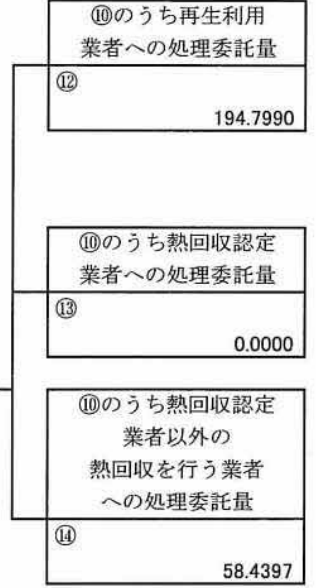 ⑩のうち再生利用
業者への処理委託量
⑫
194.7990
⑩のうち熱回収認定
業者への処理委託量
⑬
0.0000
⑩のうち熱回収認定
業者以外の
熱回収を行う業者
への処理委託量
⑭
58.4397